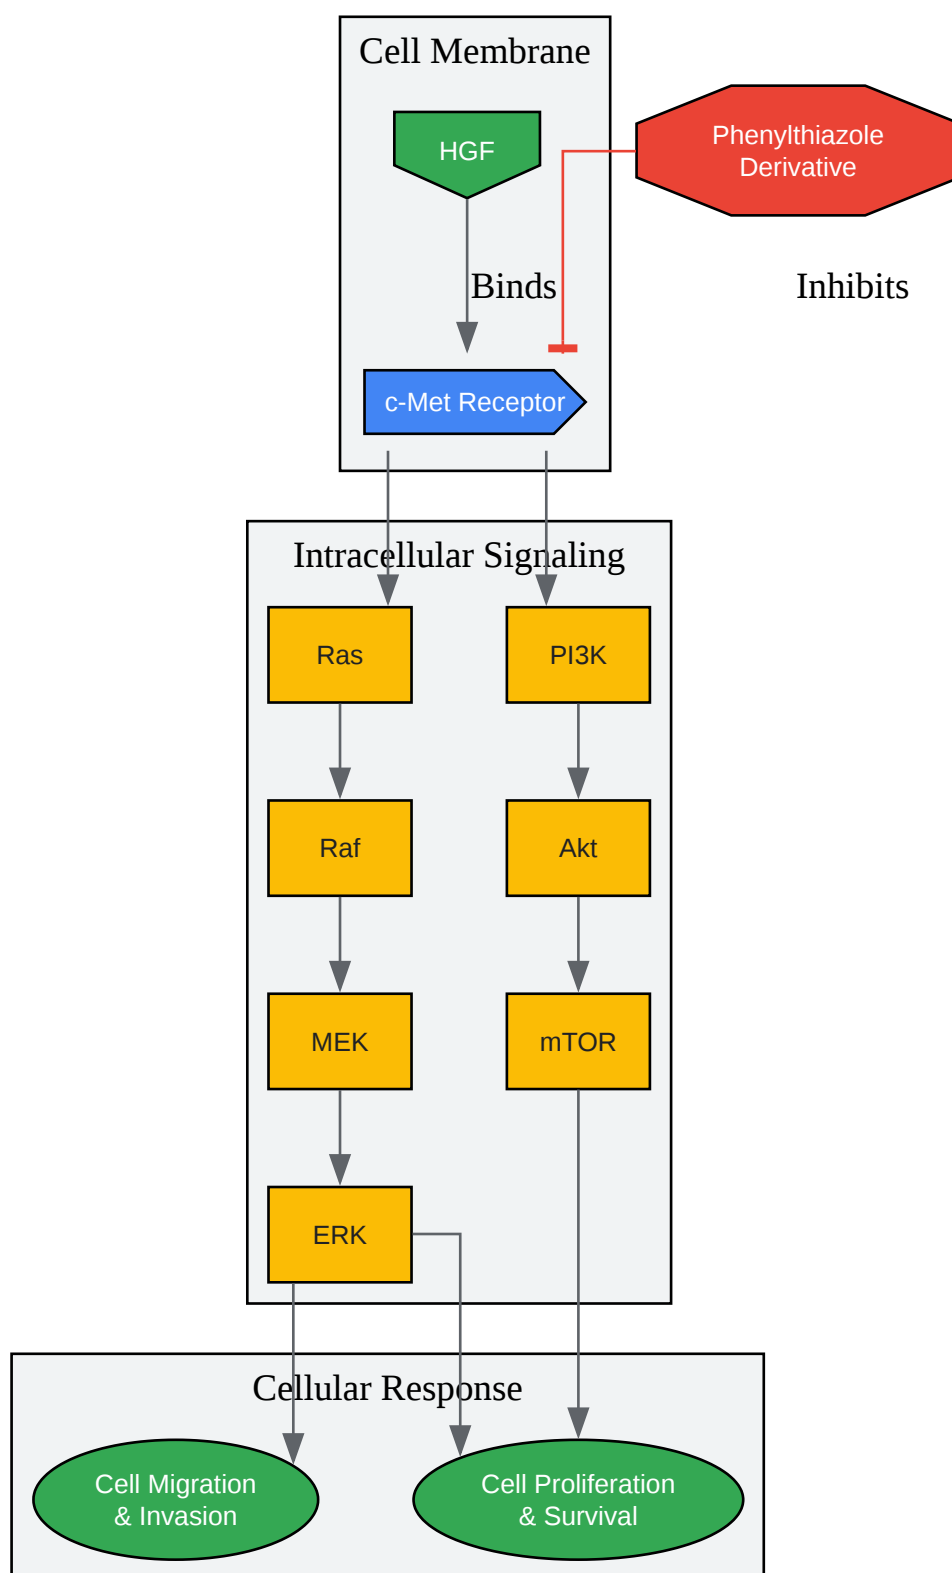 Cell Membrane
HGF
Phenylthiazole
Derivative
Binds
Inhibits
c-Met Receptor
Intracellular Signaling
Ras
PI3K
Raf
Akt
MEK
mTOR
ERK
Cellular Response
Cell Migration
& Invasion
Cell Proliferation
& Survival